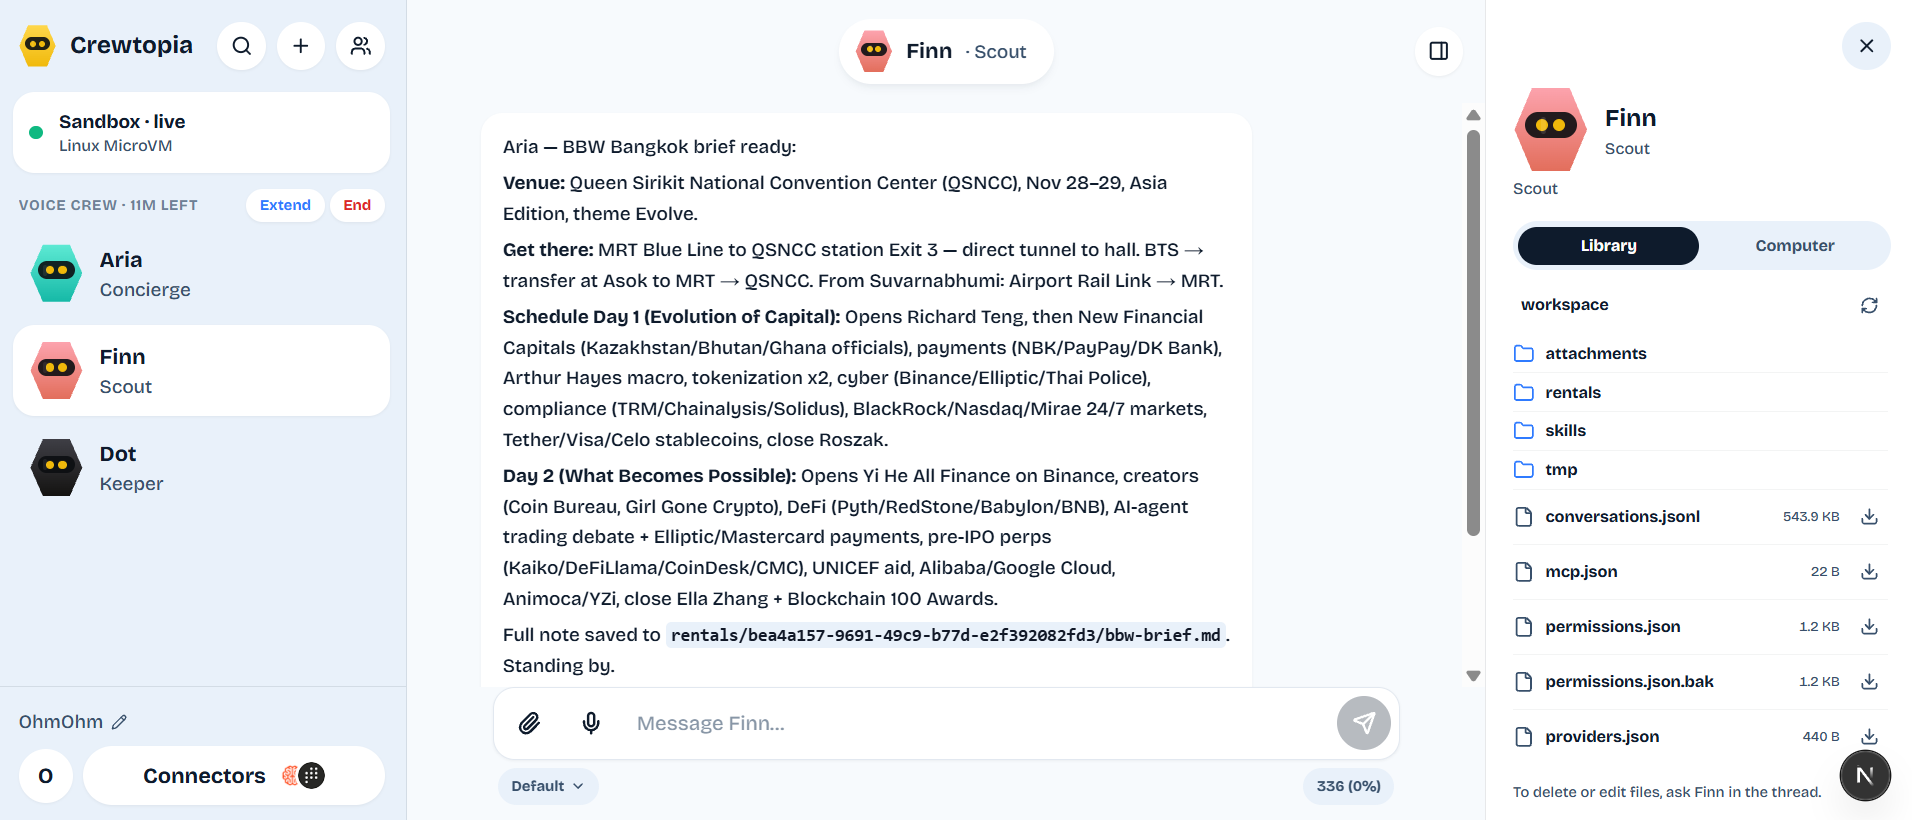 Crewtopia
Sandbox · live
Linux MicroVM
VOICE CREW · 11M LEFT
Extend
End
Aria
Concierge
Finn
Scout
Dot
Keeper
OhmOhm
O
Connectors
Finn · Scout
Aria — BBW Bangkok brief ready:
Venue: Queen Sirikit National Convention Center (QSNCC), Nov 28–29, Asia
Edition, theme Evolve.
Get there: MRT Blue Line to QSNCC station Exit 3 — direct tunnel to hall. BTS →
transfer at Asok to MRT → QSNCC. From Suvarnabhumi: Airport Rail Link → MRT.
Schedule Day 1 (Evolution of Capital): Opens Richard Teng, then New Financial
Capitals (Kazakhstan/Bhutan/Ghana officials), payments (NBK/PayPay/DK Bank),
Arthur Hayes macro, tokenization x2, cyber (Binance/Elliptic/Thai Police),
compliance (TRM/Chainalysis/Solidus), BlackRock/Nasdaq/Mirae 24/7 markets,
Tether/Visa/Celo stablecoins, close Roszak.
Day 2 (What Becomes Possible): Opens Yi He All Finance on Binance, creators
(Coin Bureau, Girl Gone Crypto), DeFi (Pyth/RedStone/Babylon/BNB), AI-agent
trading debate + Elliptic/Mastercard payments, pre-IPO perps
(Kaiko/DeFiLlama/CoinDesk/CMC), UNICEF aid, Alibaba/Google Cloud,
Animoca/YZi, close Ella Zhang + Blockchain 100 Awards.
Full note saved to rentals/bea4a157-9691-49c9-b77d-e2f392082fd3/bbw-brief.md.
Standing by.
Message Finn...
Default
336 (0%)
Finn
Scout
Scout
Library
Computer
workspace
attachments
rentals
skills
tmp
conversations.jsonl 543.9 KB
mcp.json 22 B
permissions.json 1.2 KB
permissions.json.bak 1.2 KB
providers.json 440 B
N
To delete or edit files, ask Finn in the thread.